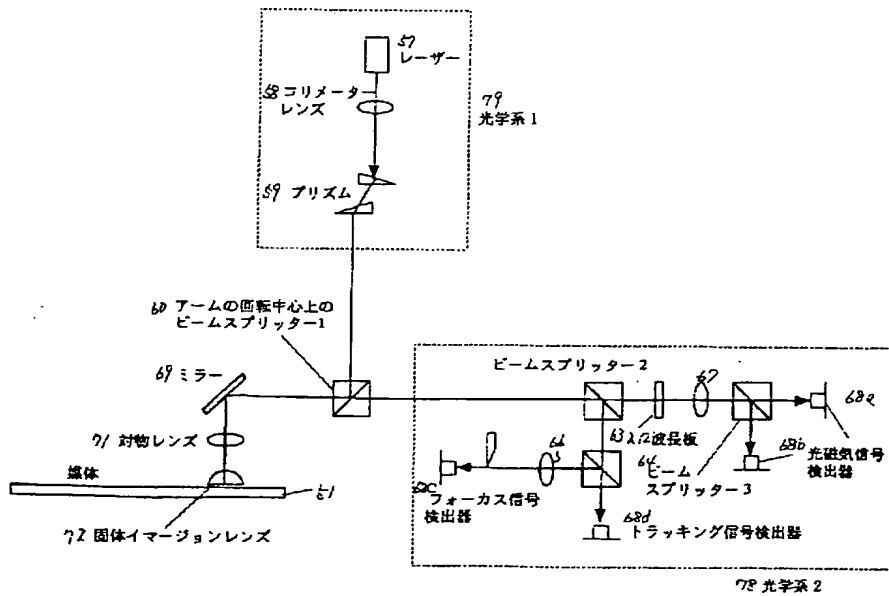 57
レーザー
58 コリメーター
レンズ
79
光学系1
59 プリズム
60 アームの回転中心上の
ビームスプリッター1
69 ミラー
71 対物レンズ
媒体
51
72 固体イマージョンレンズ
ビームスプリッター2
67
68a
63 λ/2波長板
64
ビーム
スプリッター3
68b
光磁気信号
検出器
66
68c
フォーカス信号
検出器
68d
トラッキング信号検出器
78 光学系2